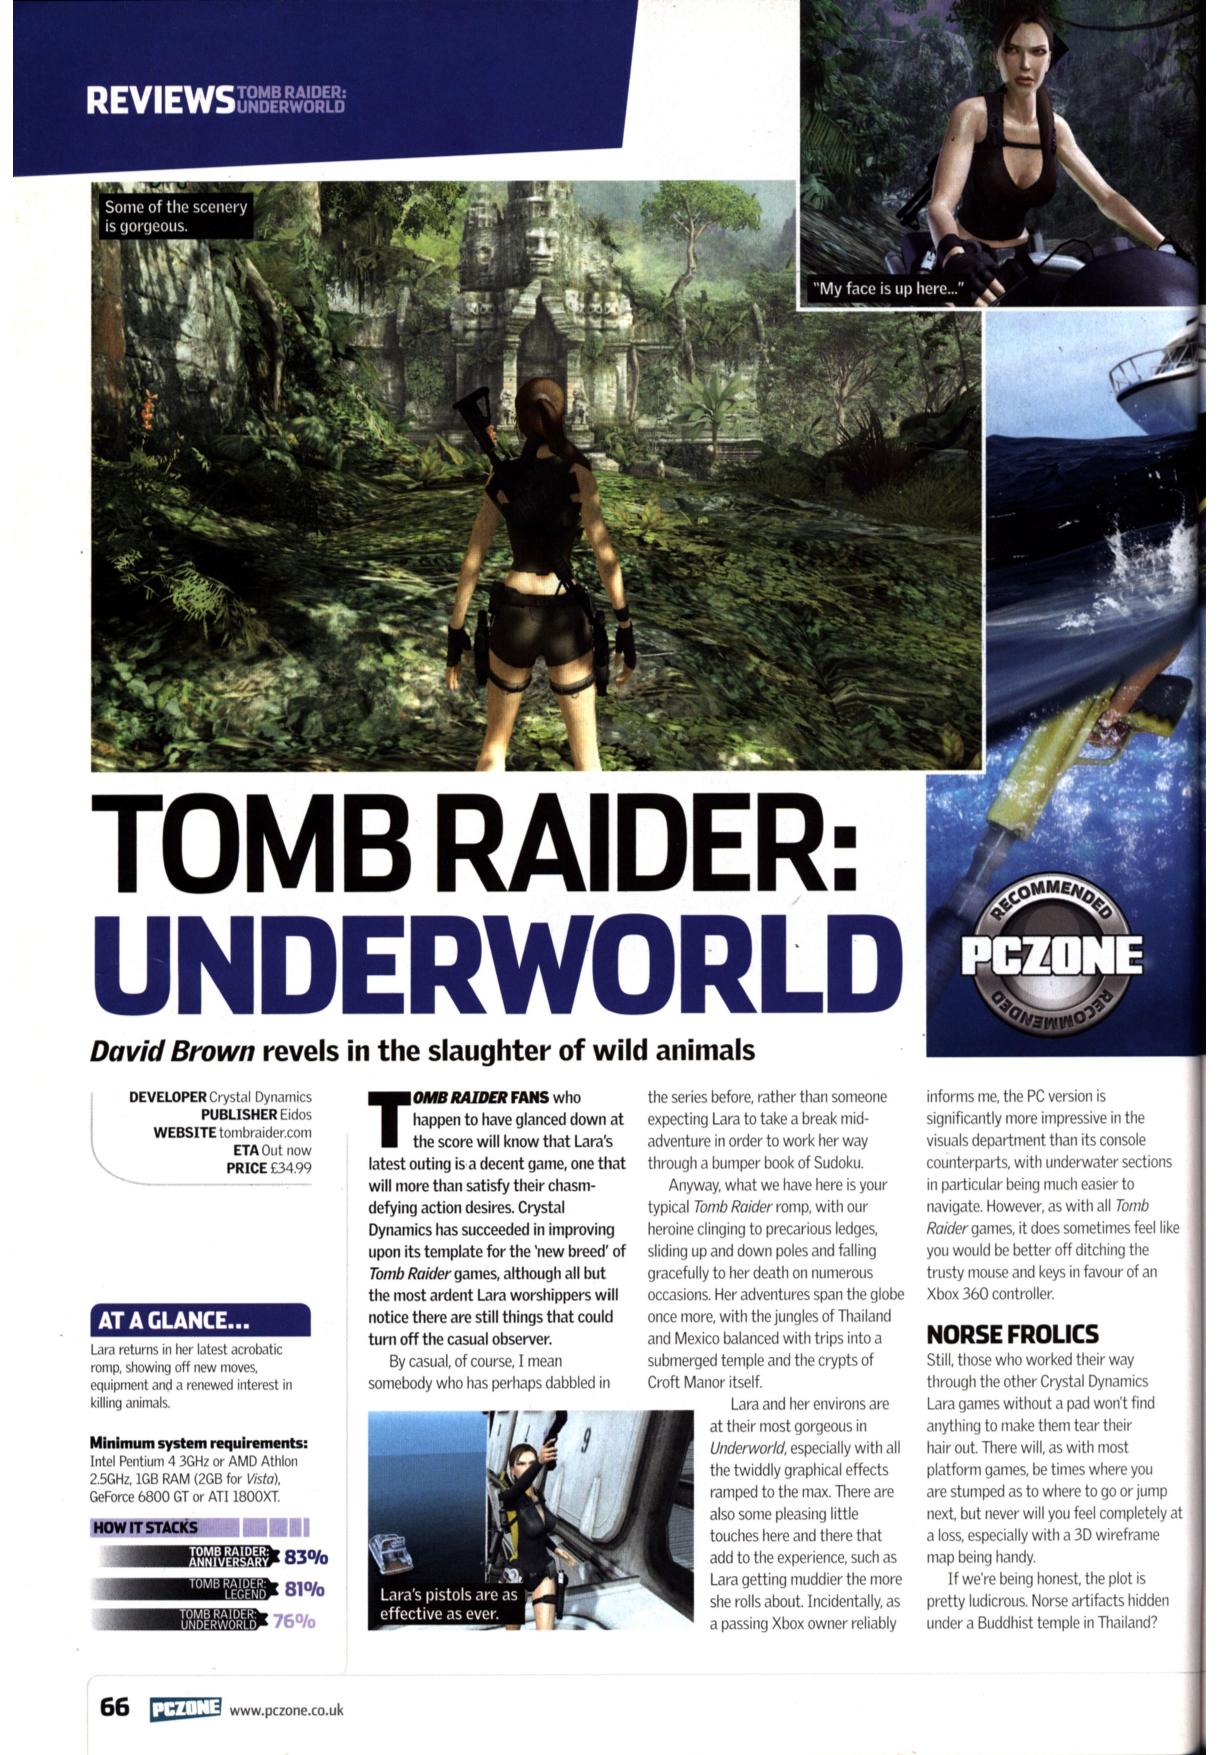 REVIEWS TOMB RAIDER:
UNDERWORLD
Some of the scenery
is gorgeous.
"My face is up here..."
TOMB RAIDER:
UNDERWORLD
RECOMMENDED
PCZONE
RECOMMENDED
David Brown revels in the slaughter of wild animals
DEVELOPER Crystal Dynamics
PUBLISHER Eidos
WEBSITE tombraider.com
ETA Out now
PRICE £34.99
AT A GLANCE...
Lara returns in her latest acrobatic
romp, showing off new moves,
equipment and a renewed interest in
killing animals.
Minimum system requirements:
Intel Pentium 4 3GHz or AMD Athlon
2.5GHz, 1GB RAM (2GB for Vista),
GeForce 6800 GT or ATI 1800XT.
HOW IT STACKS
TOMB RAIDER:
ANNIVERSARY 83%
TOMB RAIDER:
LEGEND 81%
TOMB RAIDER:
UNDERWORLD 76%
TOMB RAIDER FANS who
happen to have glanced down at
the score will know that Lara's
latest outing is a decent game, one that
will more than satisfy their chasm-
defying action desires. Crystal
Dynamics has succeeded in improving
upon its template for the 'new breed' of
Tomb Raider games, although all but
the most ardent Lara worshippers will
notice there are still things that could
turn off the casual observer.
By casual, of course, I mean
somebody who has perhaps dabbled in
9
Lara's pistols are as
effective as ever.
the series before, rather than someone
expecting Lara to take a break mid-
adventure in order to work her way
through a bumper book of Sudoku.
Anyway, what we have here is your
typical Tomb Raider romp, with our
heroine clinging to precarious ledges,
sliding up and down poles and falling
gracefully to her death on numerous
occasions. Her adventures span the globe
once more, with the jungles of Thailand
and Mexico balanced with trips into a
submerged temple and the crypts of
Croft Manor itself.
Lara and her environs are
at their most gorgeous in
Underworld, especially with all
the twiddly graphical effects
ramped to the max. There are
also some pleasing little
touches here and there that
add to the experience, such as
Lara getting muddier the more
she rolls about. Incidentally, as
a passing Xbox owner reliably
informs me, the PC version is
significantly more impressive in the
visuals department than its console
counterparts, with underwater sections
in particular being much easier to
navigate. However, as with all Tomb
Raider games, it does sometimes feel like
you would be better off ditching the
trusty mouse and keys in favour of an
Xbox 360 controller.
NORSE FROLICS
Still, those who worked their way
through the other Crystal Dynamics
Lara games without a pad won't find
anything to make them tear their
hair out. There will, as with most
platform games, be times where you
are stumped as to where to go or jump
next, but never will you feel completely at
a loss, especially with a 3D wireframe
map being handy.
If we're being honest, the plot is
pretty ludicrous. Norse artifacts hidden
under a Buddhist temple in Thailand?
66 PCZONE www.pczone.co.uk